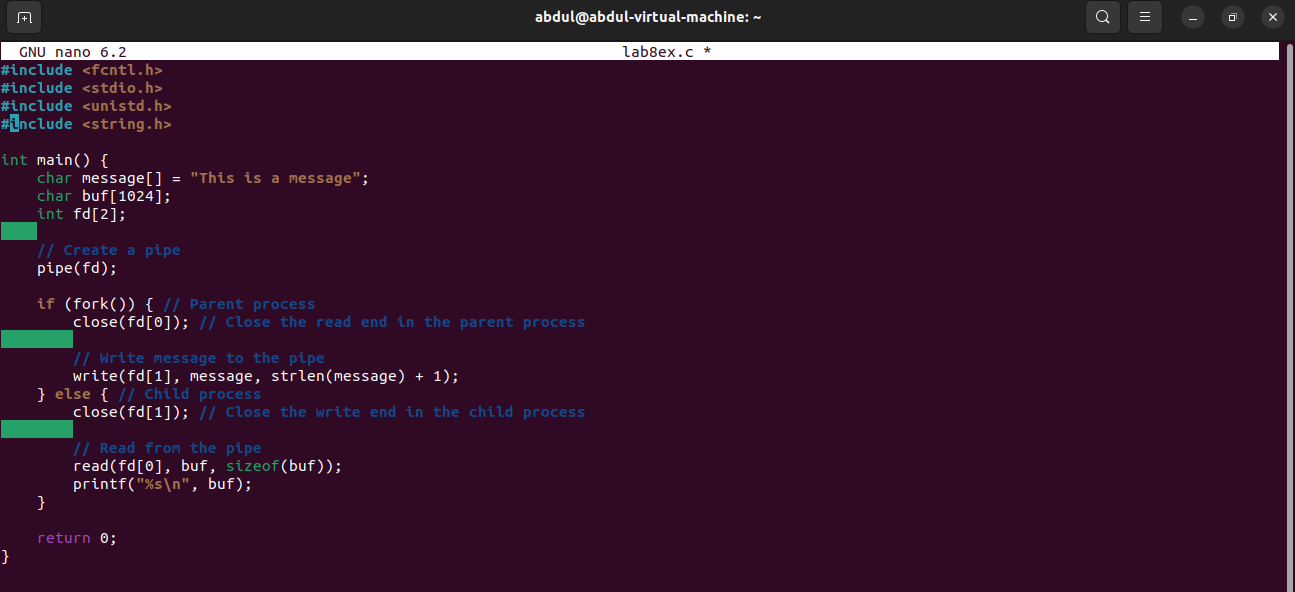 abdul@abdul-virtual-machine: ~
GNU nano 6.2 lab8ex.c *
#include <fcntl.h>
#include <stdio.h>
#include <unistd.h>
#include <string.h>
int main() {
    char message[] = "This is a message";
    char buf[1024];
    int fd[2];
    // Create a pipe
    pipe(fd);
    if (fork()) { // Parent process
        close(fd[0]); // Close the read end in the parent process
        // Write message to the pipe
        write(fd[1], message, strlen(message) + 1);
    } else { // Child process
        close(fd[1]); // Close the write end in the child process
        // Read from the pipe
        read(fd[0], buf, sizeof(buf));
        printf("%s\n", buf);
    }
    return 0;
}